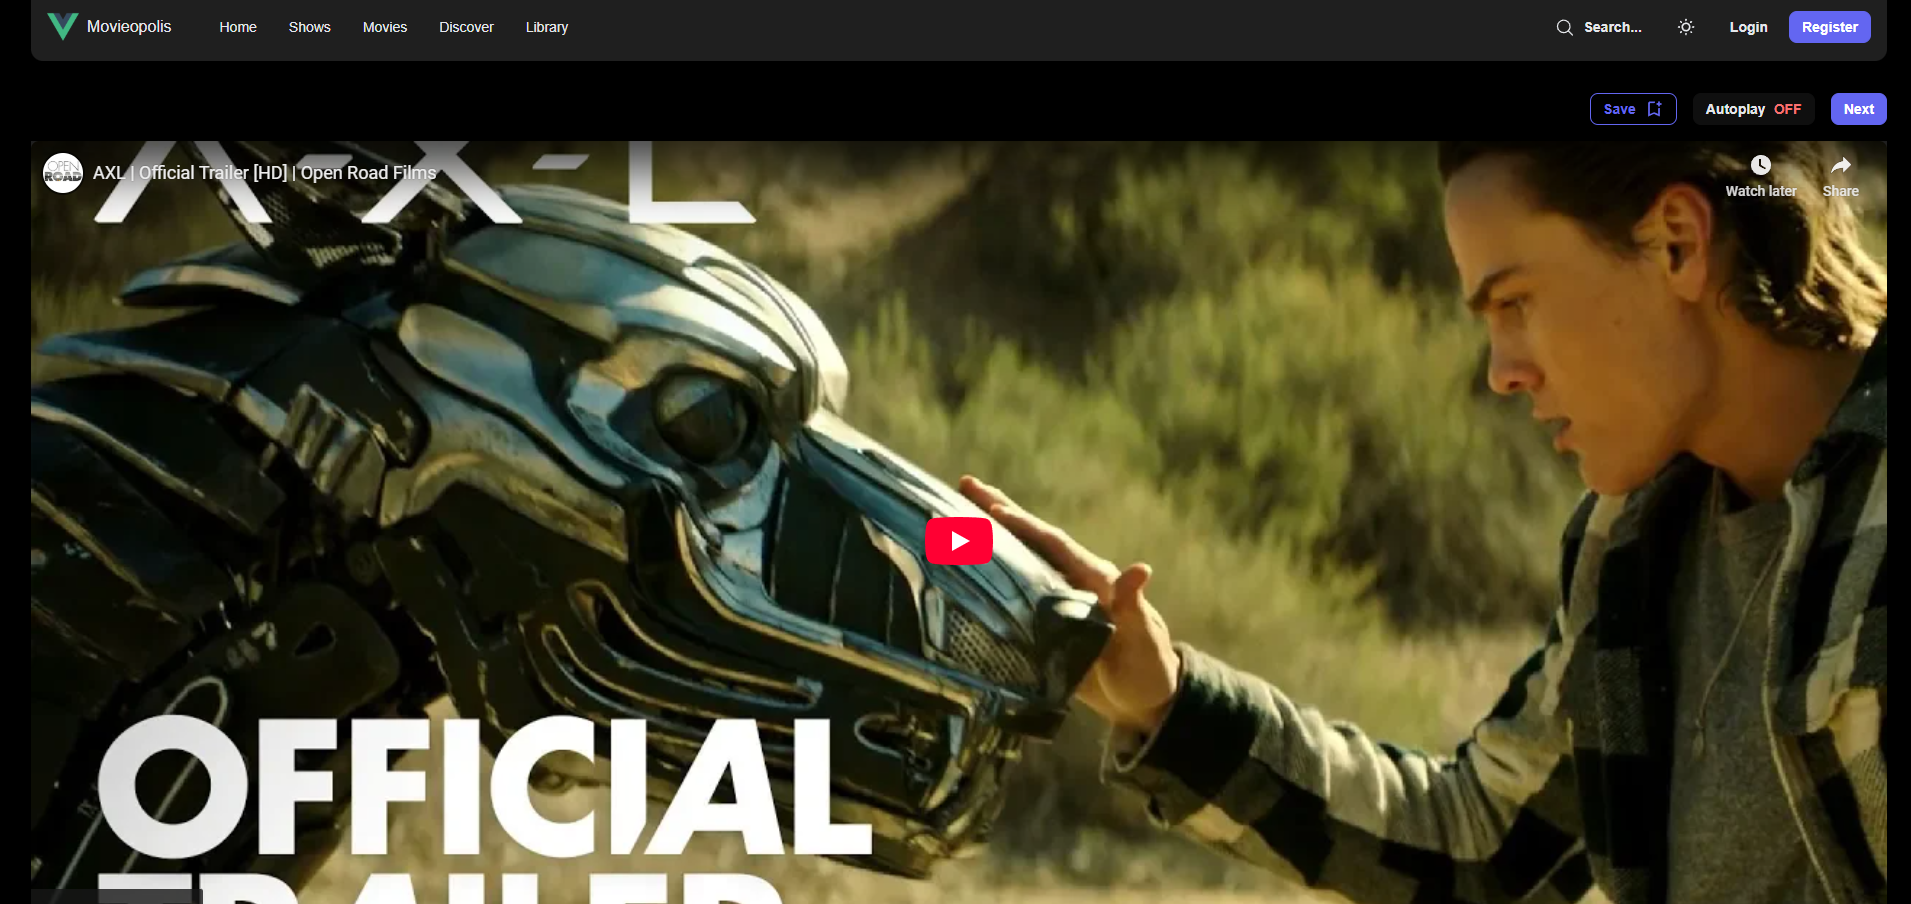 Movieopolis Home Shows Movies Discover Library Search... Login Register
Save Autoplay OFF Next
A-X-L
OPEN ROAD AXL | Official Trailer [HD] | Open Road Films
Watch later Share
OFFICIAL
TRAILER